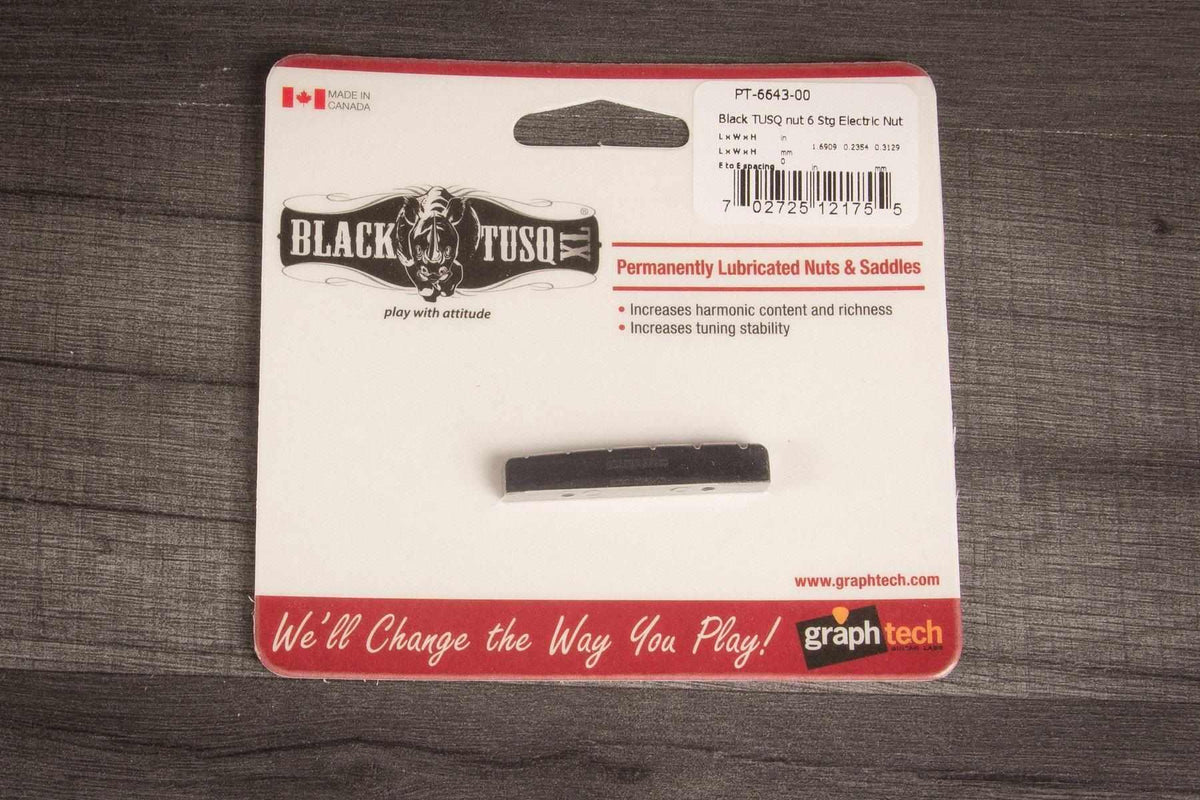 MADE IN
CANADA
PT-6643-00
Black TUSQ nut 6 Stg Electric Nut
L x W x H in
L x W x H mm 1.6909 0.2354 0.3129
E to E spacing 0 in mm
7 02725 12175 5
BLACK TUSQ XL ®
play with attitude
Permanently Lubricated Nuts & Saddles
• Increases harmonic content and richness
• Increases tuning stability
www.graphtech.com
We'll Change the Way You Play!
graph tech
GUITAR LABS